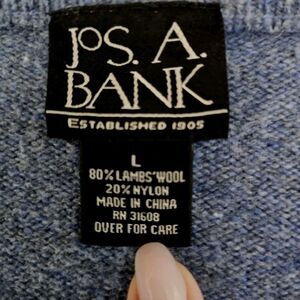 JOS. A.
BANK
ESTABLISHED 1905
L
80% LAMBS'WOOL
20% NYLON
MADE IN CHINA
RN 31608
OVER FOR CARE